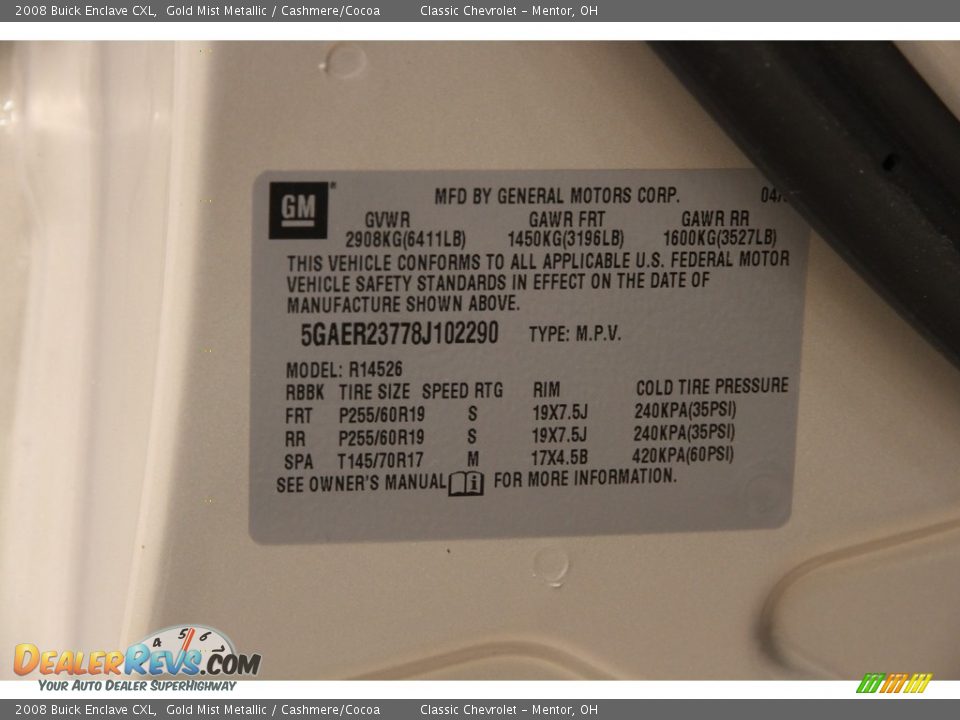 2008 Buick Enclave CXL, Gold Mist Metallic / Cashmere/Cocoa Classic Chevrolet - Mentor, OH
GM MFD BY GENERAL MOTORS CORP. 04/
GVWR GAWR FRT GAWR RR
2908KG(6411LB) 1450KG(3196LB) 1600KG(3527LB)
THIS VEHICLE CONFORMS TO ALL APPLICABLE U.S. FEDERAL MOTOR
VEHICLE SAFETY STANDARDS IN EFFECT ON THE DATE OF
MANUFACTURE SHOWN ABOVE.
5GAER23778J102290 TYPE: M.P.V.
MODEL: R14526
RBBK TIRE SIZE SPEED RTG RIM COLD TIRE PRESSURE
FRT P255/60R19 S 19X7.5J 240KPA(35PSI)
RR P255/60R19 S 19X7.5J 240KPA(35PSI)
SPA T145/70R17 M 17X4.5B 420KPA(60PSI)
SEE OWNER'S MANUAL i FOR MORE INFORMATION.
4 5 6 7
DEALERREVS.COM
YOUR AUTO DEALER SUPERHIGHWAY
2008 Buick Enclave CXL, Gold Mist Metallic / Cashmere/Cocoa Classic Chevrolet - Mentor, OH